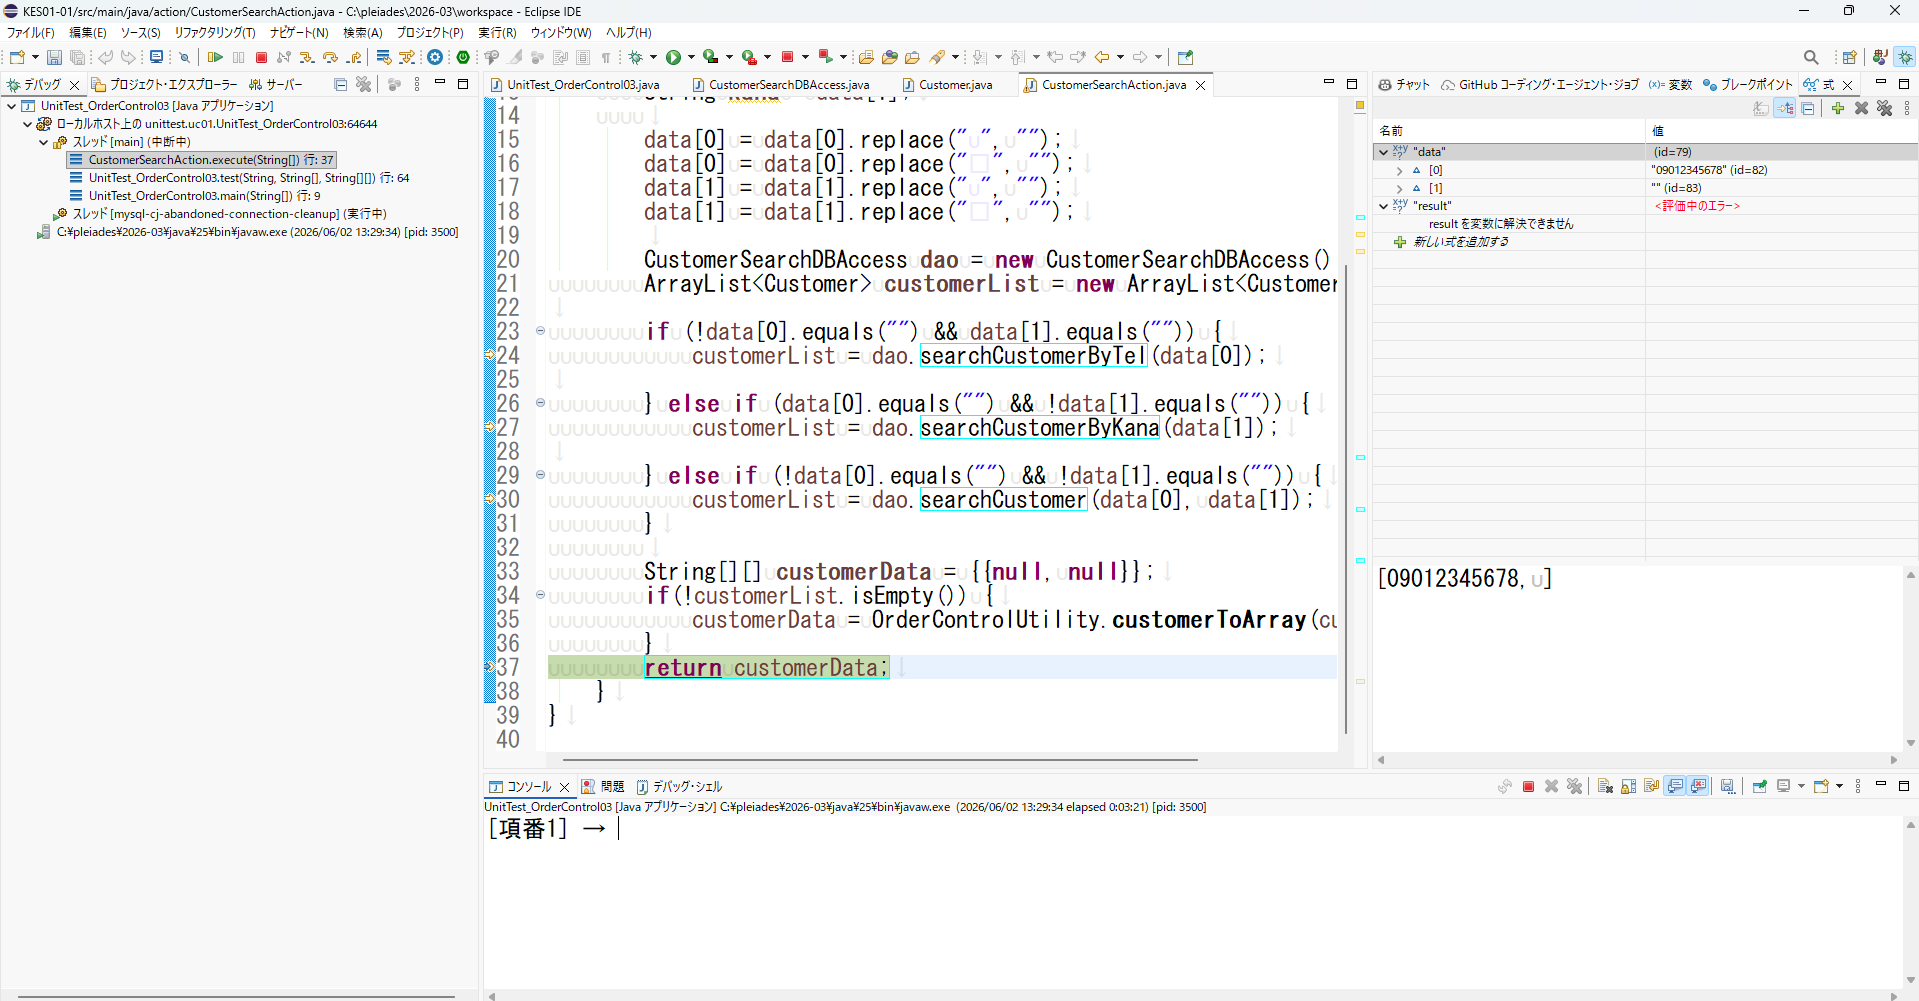 KES01-01/src/main/java/action/CustomerSearchAction.java - C:\pleiades\2026-03\workspace - Eclipse IDE
ファイル(F) 編集(E) ソース(S) リファクタリング(T) ナビゲート(N) 検索(A) プロジェクト(P) 実行(R) ウィンドウ(W) ヘルプ(H)
デバッグ プロジェクト・エクスプローラー サーバー
UnitTest_OrderControl03 [Java アプリケーション]
ローカルホスト上の unittest.uc01.UnitTest_OrderControl03:64644
スレッド [main] (中断中)
CustomerSearchAction.execute(String[]) 行: 37
UnitTest_OrderControl03.test(String, String[], String[][]) 行: 64
UnitTest_OrderControl03.main(String[]) 行: 9
スレッド [mysql-cj-abandoned-connection-cleanup] (実行中)
C:¥pleiades¥2026-03¥java¥25¥bin¥javaw.exe (2026/06/02 13:29:34) [pid: 3500]
UnitTest_OrderControl03.java CustomerSearchDBAccess.java Customer.java CustomerSearchAction.java
14
15 data[0] = data[0].replace(" ", "");
16 data[0] = data[0].replace("□", "");
17 data[1] = data[1].replace(" ", "");
18 data[1] = data[1].replace("□", "");
19
20 CustomerSearchDBAccess dao = new CustomerSearchDBAccess()
21 ArrayList<Customer> customerList = new ArrayList<Customer
22
23 if (!data[0].equals("") && data[1].equals("")) {
24 customerList = dao.searchCustomerByTel(data[0]);
25
26 } else if (data[0].equals("") && !data[1].equals("")) {
27 customerList = dao.searchCustomerByKana(data[1]);
28
29 } else if (!data[0].equals("") && !data[1].equals("")) {
30 customerList = dao.searchCustomer(data[0], data[1]);
31 }
32
33 String[][] customerData = {{null, null}};
34 if(!customerList.isEmpty()) {
35 customerData = OrderControlUtility.customerToArray(cu
36 }
37 return customerData;
38 }
39 }
40
チャット GitHub コーディング・エージェント・ジョブ 変数 ブレークポイント 式
名前 値
"data" (id=79)
[0] "09012345678" (id=82)
[1] "" (id=83)
"result" <評価中のエラー>
result を変数に解決できません
新しい式を追加する
[09012345678, ]
コンソール 問題 デバッグ・シェル
UnitTest_OrderControl03 [Java アプリケーション] C:¥pleiades¥2026-03¥java¥25¥bin¥javaw.exe (2026/06/02 13:29:34 elapsed 0:03:21) [pid: 3500]
[項番1] →